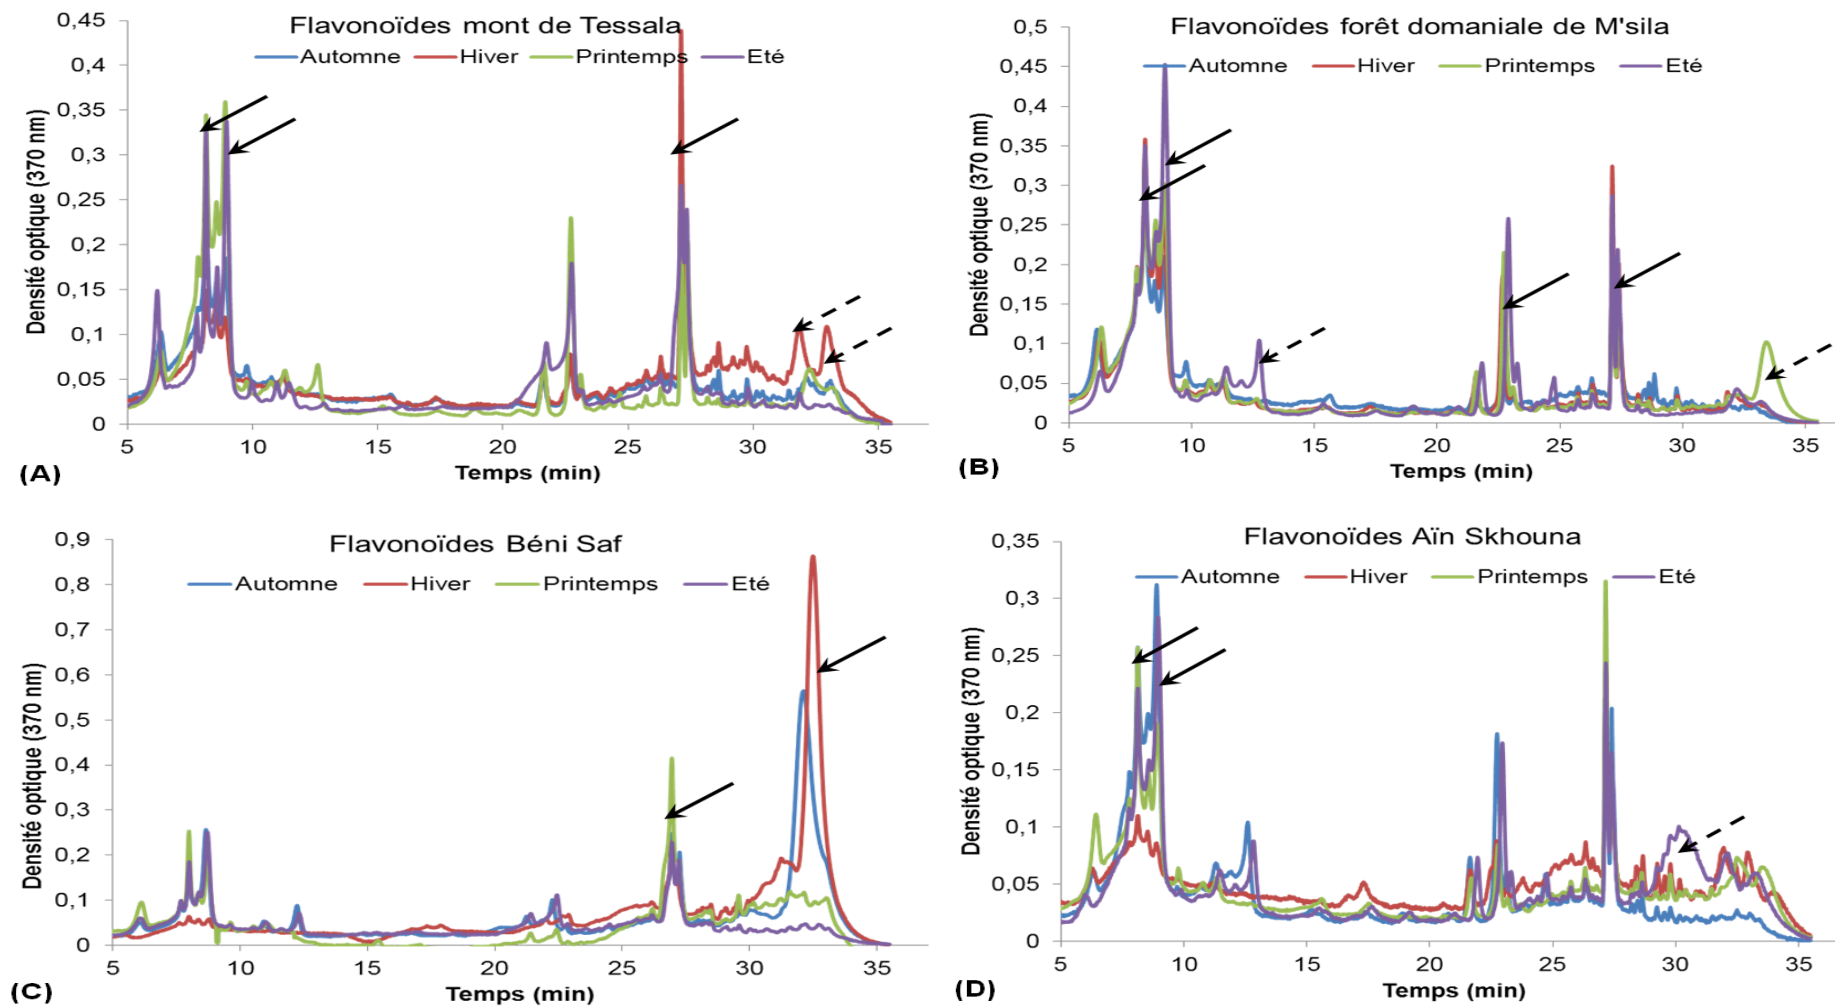 Flavonoïdes mont de Tessala
Automne Hiver Printemps Eté
0,45
0,4
0,35
0,3
0,25
0,2
0,15
0,1
0,05
0
Densité optique (370 nm)
5 10 15 20 25 30 35
Temps (min)
(A)
Flavonoïdes forêt domaniale de M'sila
Automne Hiver Printemps Eté
0,5
0,45
0,4
0,35
0,3
0,25
0,2
0,15
0,1
0,05
0
Densité optique (370 nm)
5 10 15 20 25 30 35
Temps (min)
(B)
Flavonoïdes Béni Saf
Automne Hiver Printemps Eté
0,9
0,8
0,7
0,6
0,5
0,4
0,3
0,2
0,1
0
Densité optique (370 nm)
5 10 15 20 25 30 35
Temps (min)
(C)
Flavonoïdes Aïn Skhouna
Automne Hiver Printemps Eté
0,35
0,3
0,25
0,2
0,15
0,1
0,05
0
Densité optique (370 nm)
5 10 15 20 25 30 35
Temps (min)
(D)